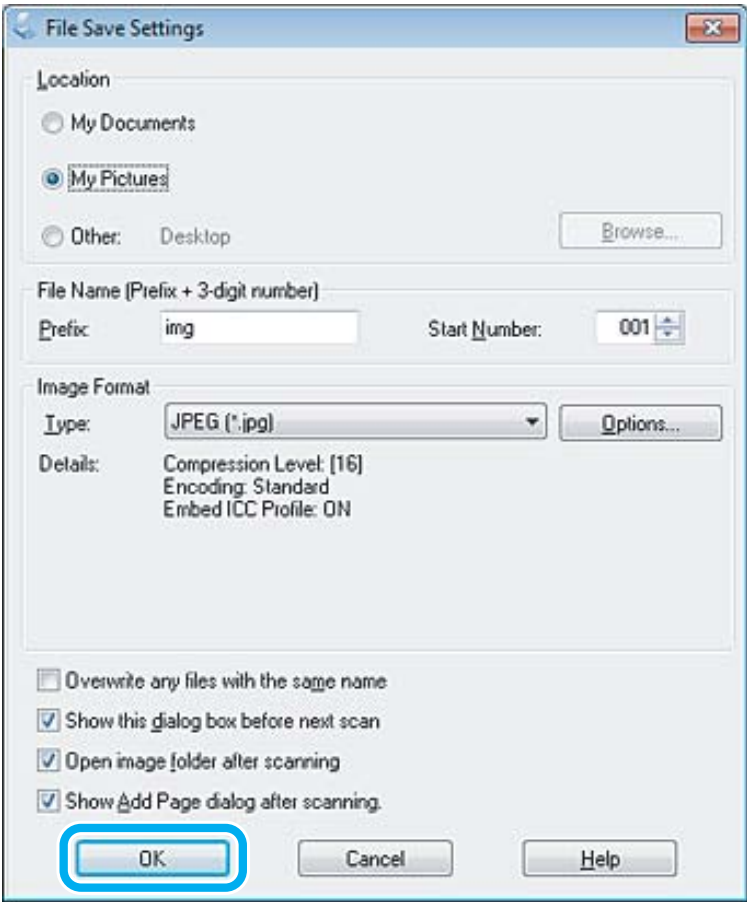 File Save Settings
Location
My Documents
My Pictures
Other: Desktop Browse...
File Name (Prefix + 3-digit number)
Prefix: img Start Number: 001
Image Format
Type: JPEG (*.jpg) Options...
Details: Compression Level: [16]
Encoding: Standard
Embed ICC Profile: ON
Overwrite any files with the same name
Show this dialog box before next scan
Open image folder after scanning
Show Add Page dialog after scanning.
OK Cancel Help